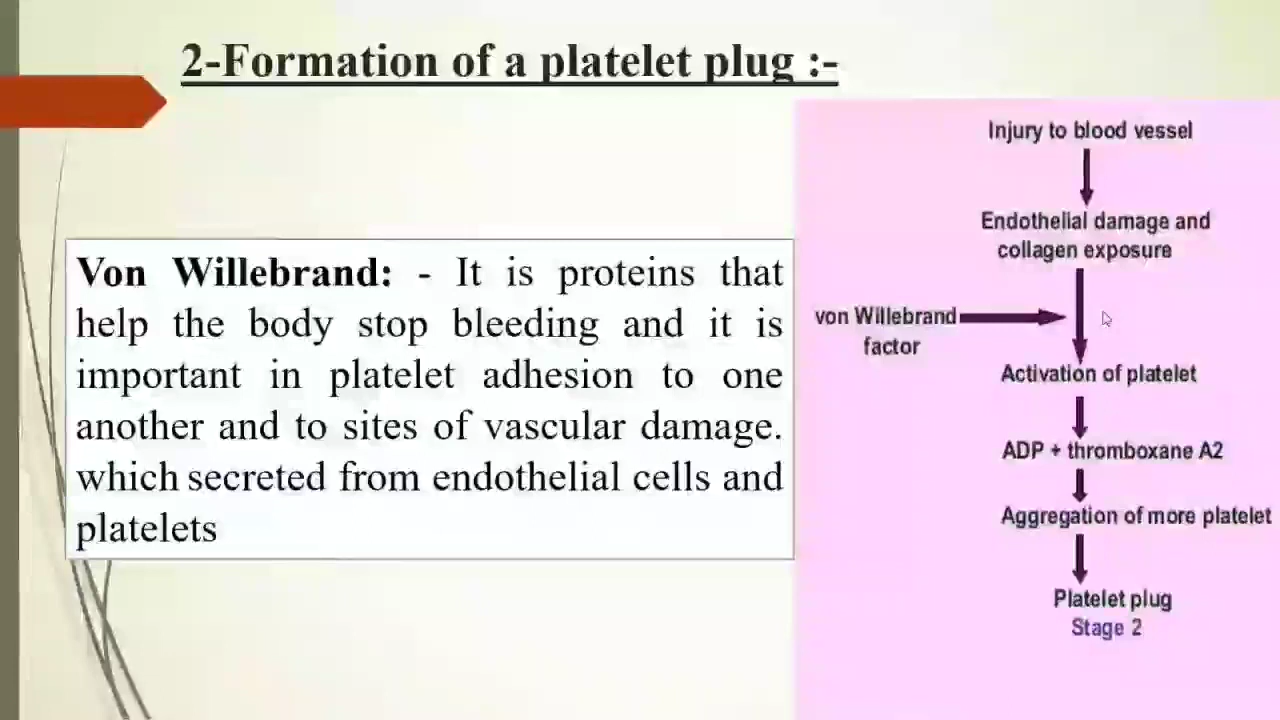 2-Formation of a platelet plug :-
Von Willebrand: - It is proteins that
help the body stop bleeding and it is
important in platelet adhesion to one
another and to sites of vascular damage.
which secreted from endothelial cells and
platelets
Injury to blood vessel
Endothelial damage and
collagen exposure
von Willebrand
factor
Activation of platelet
ADP + thromboxane A2
Aggregation of more platelet
Platelet plug
Stage 2